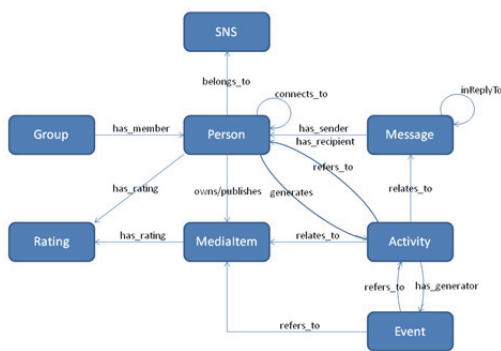 SNS
belongs_to
connects_to
inReplyTo
Group
has_member
Person
has_sender
has_recipient
Message
refers_to
has_rating
owns/publishes
generates
relates_to
Rating
has_rating
MediaItem
relates_to
Activity
refers_to
has_generator
refers_to
Event